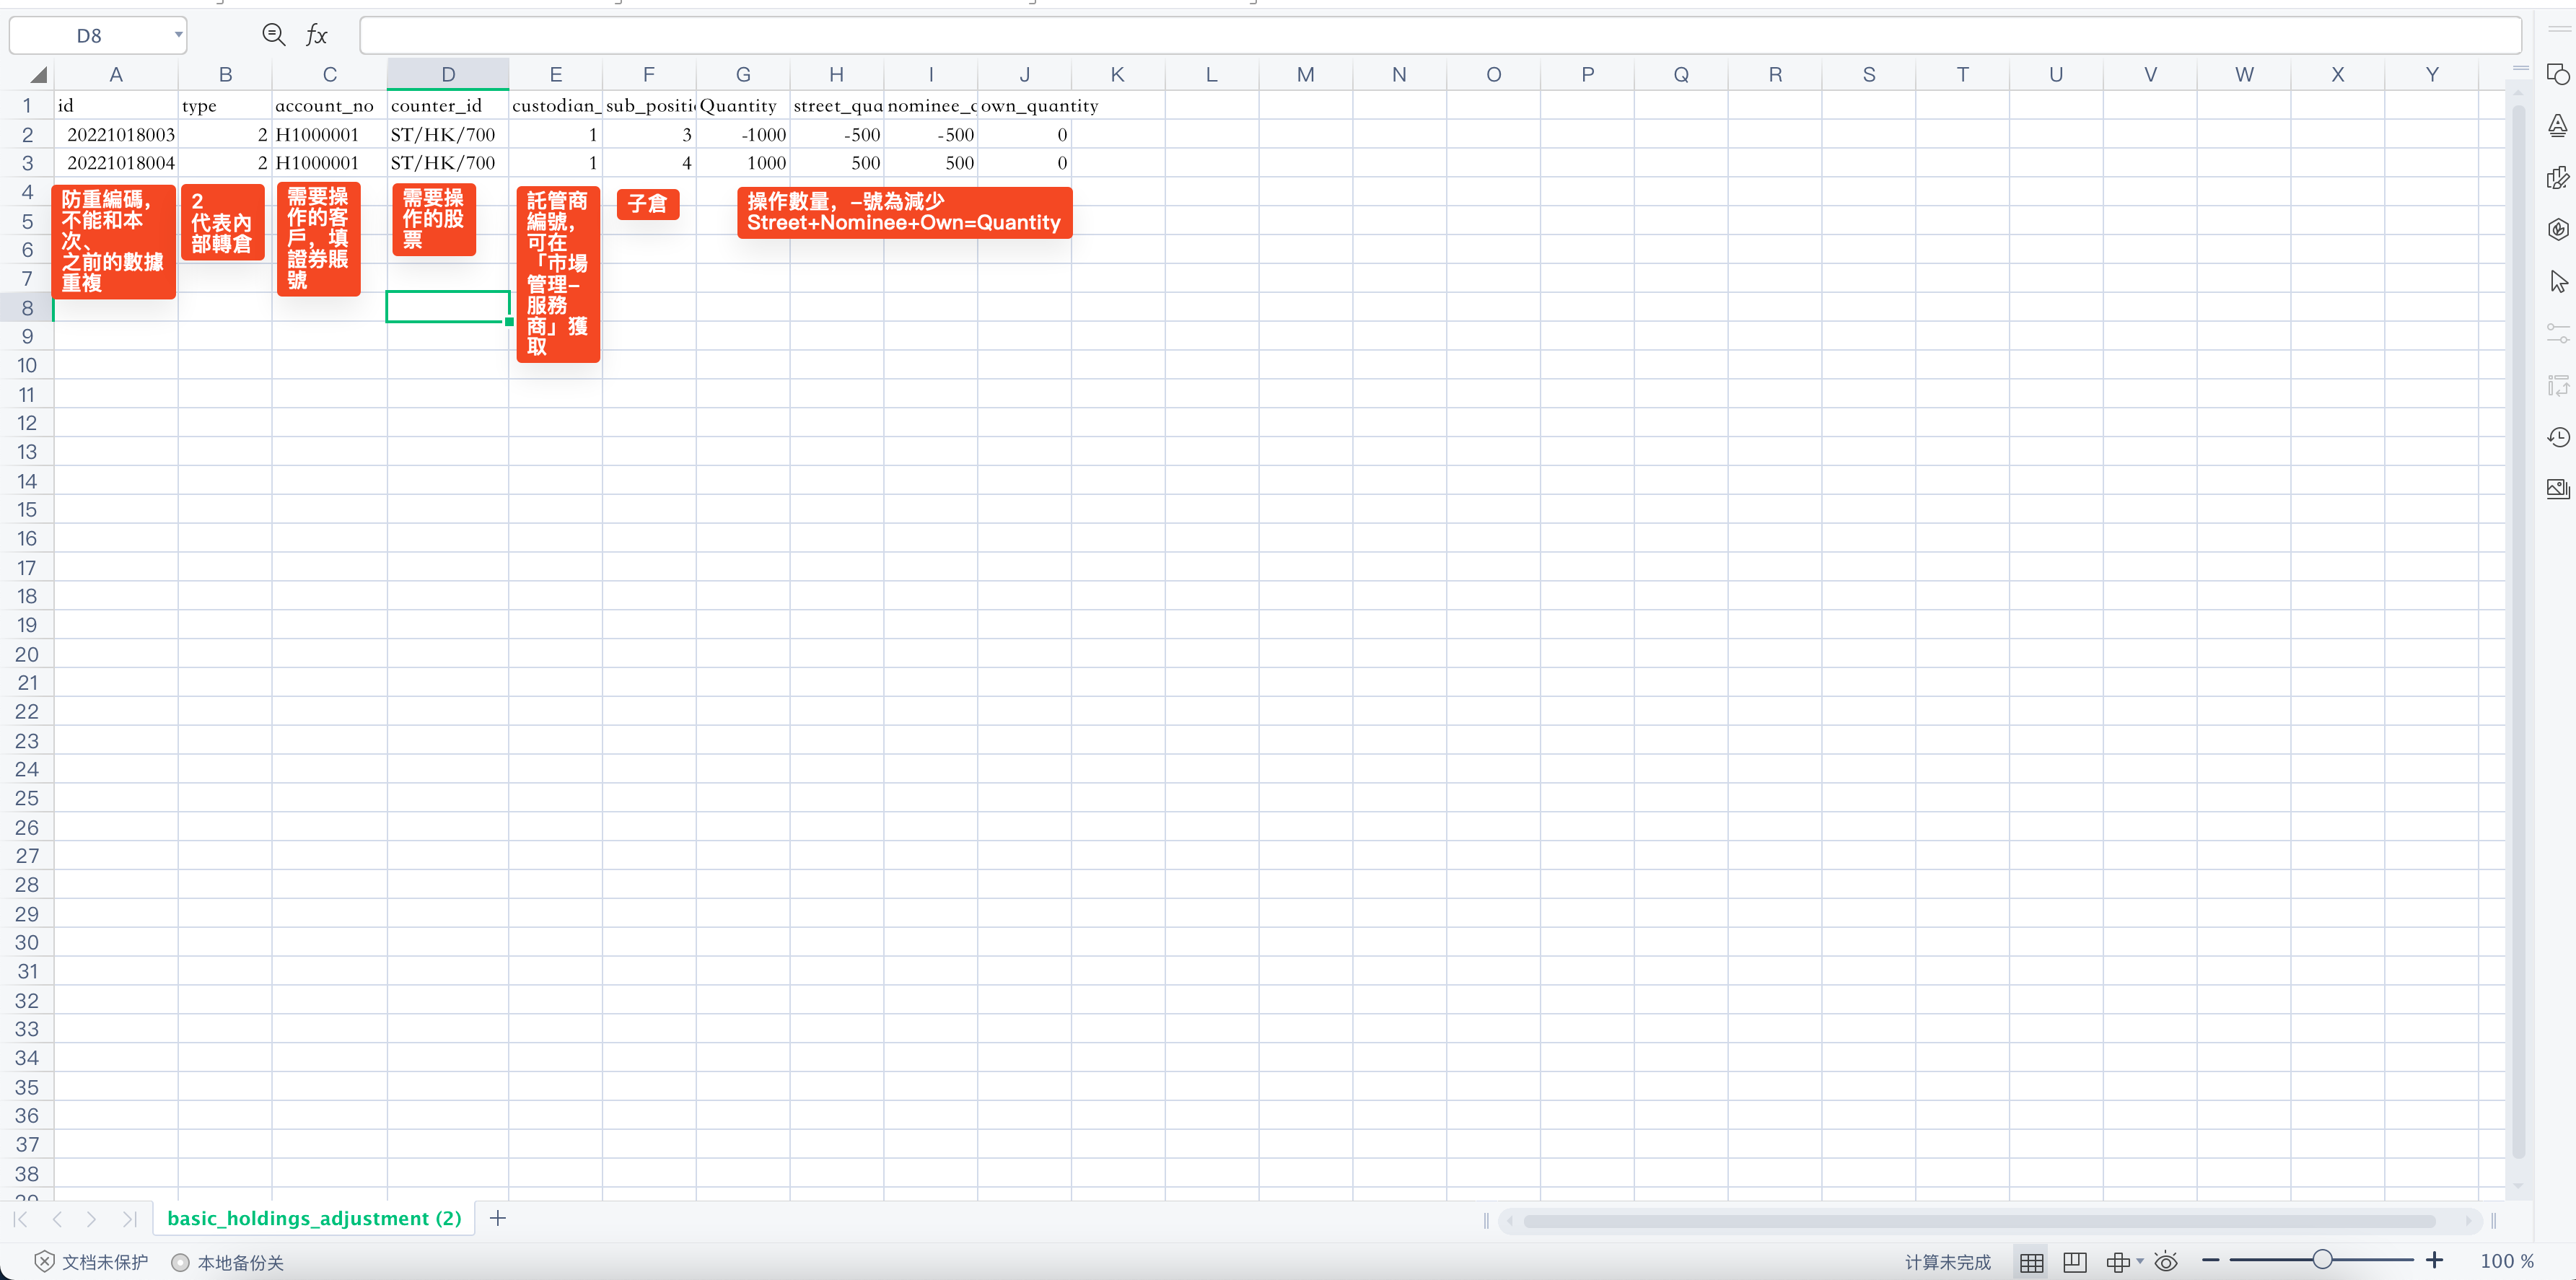 D8
fx
A B C D E F G H I J K L M N O P Q R S T U V W X Y
1 id type account_no counter_id custodian_ sub_positi Quantity street_qua nominee_q own_quantity
2 20221018003 2 H1000001 ST/HK/700 1 3 -1000 -500 -500 0
3 20221018004 2 H1000001 ST/HK/700 1 4 1000 500 500 0
4
5
6
7
8
9
10
11
12
13
14
15
16
17
18
19
20
21
22
23
24
25
26
27
28
29
30
31
32
33
34
35
36
37
38
防重編碼，
不能和本
次、
之前的數據
重複
2
代表內
部轉倉
需要操
作的客
戶，填
證券賬
號
需要操
作的股
票
託管商
編號，
可在
「市場
管理–
服務
商」獲
取
子倉
操作數量，–號為減少
Street+Nominee+Own=Quantity
basic_holdings_adjustment (2)
文档未保护 本地备份关 计算未完成 100 %